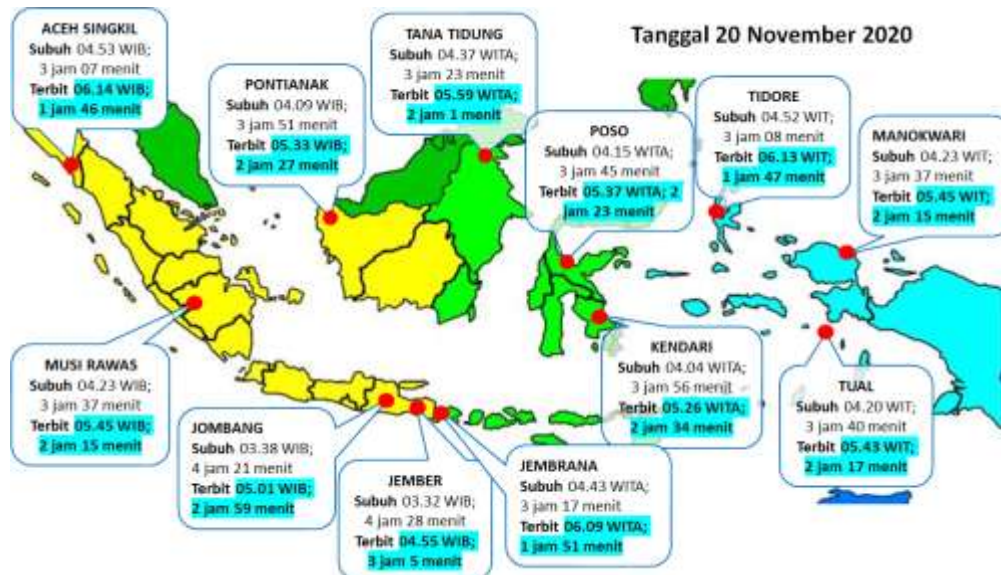 Tanggal 20 November 2020
ACEH SINGKIL
Subuh 04.53 WIB;
3 jam 07 menit
Terbit 06.14 WIB;
1 jam 46 menit
PONTIANAK
Subuh 04.09 WIB;
3 jam 51 menit
Terbit 05.33 WIB;
2 jam 27 menit
TANA TIDUNG
Subuh 04.37 WITA;
3 jam 23 menit
Terbit 05.59 WITA;
2 jam 1 menit
POSO
Subuh 04.15 WITA;
3 jam 45 menit
Terbit 05.37 WITA; 2
jam 23 menit
TIDORE
Subuh 04.52 WIT;
3 jam 08 menit
Terbit 06.13 WIT;
1 jam 47 menit
MANOKWARI
Subuh 04.23 WIT;
3 jam 37 menit
Terbit 05.45 WIT;
2 jam 15 menit
MUSI RAWAS
Subuh 04.23 WIB;
3 jam 37 menit
Terbit 05.45 WIB;
2 jam 15 menit
JOMBANG
Subuh 03.38 WIB;
4 jam 21 menit
Terbit 05.01 WIB;
2 jam 59 menit
JEMBER
Subuh 03.32 WIB;
4 jam 28 menit
Terbit 04.55 WIB;
3 jam 5 menit
JEMBRANA
Subuh 04.43 WITA;
3 jam 17 menit
Terbit 06.09 WITA;
1 jam 51 menit
KENDARI
Subuh 04.04 WITA;
3 jam 56 menit
Terbit 05.26 WITA;
2 jam 34 menit
TUAL
Subuh 04.20 WIT;
3 jam 40 menit
Terbit 05.43 WIT;
2 jam 17 menit